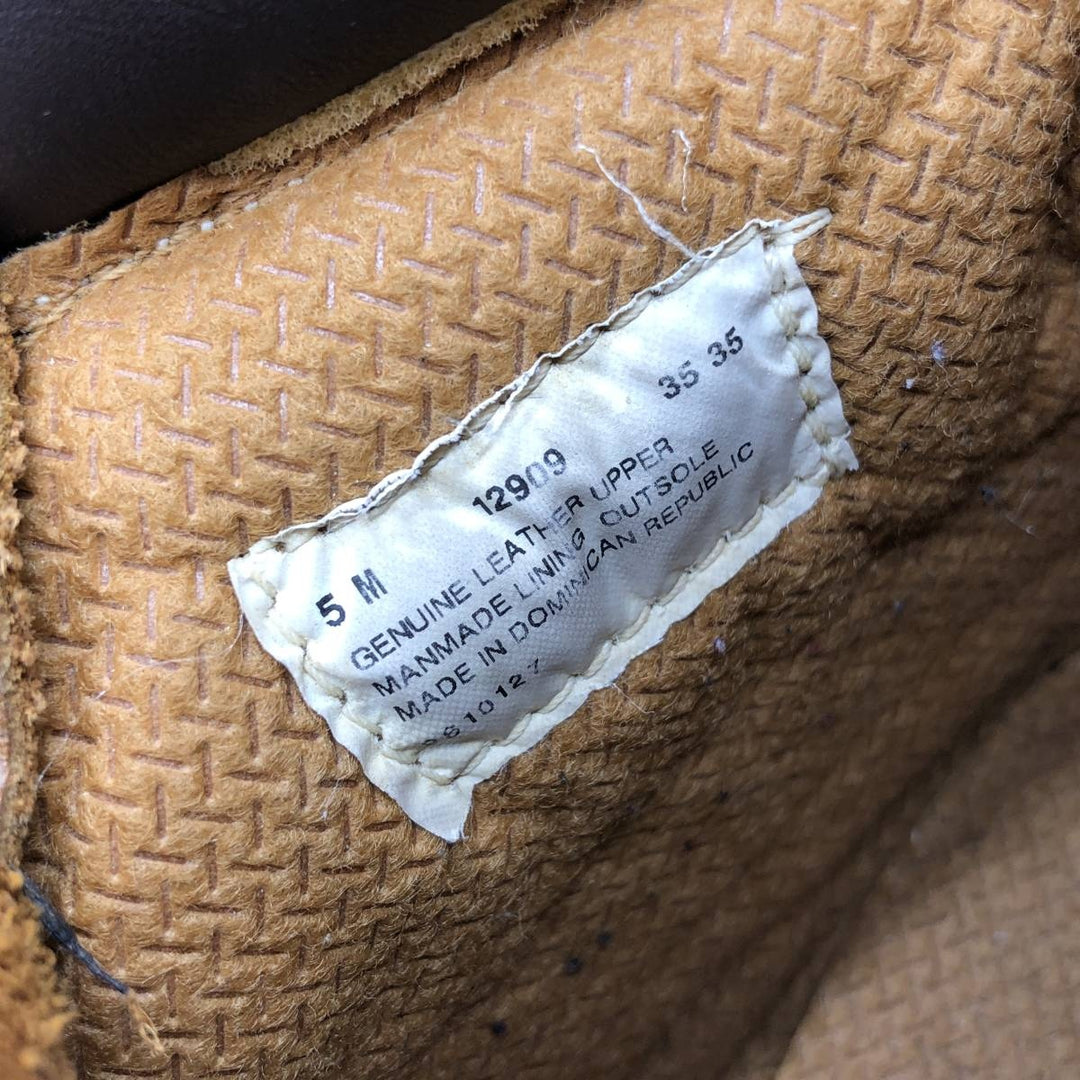 5 M 12909 35 35
GENUINE LEATHER UPPER
MANMADE LINING OUTSOLE
MADE IN DOMINICAN REPUBLIC